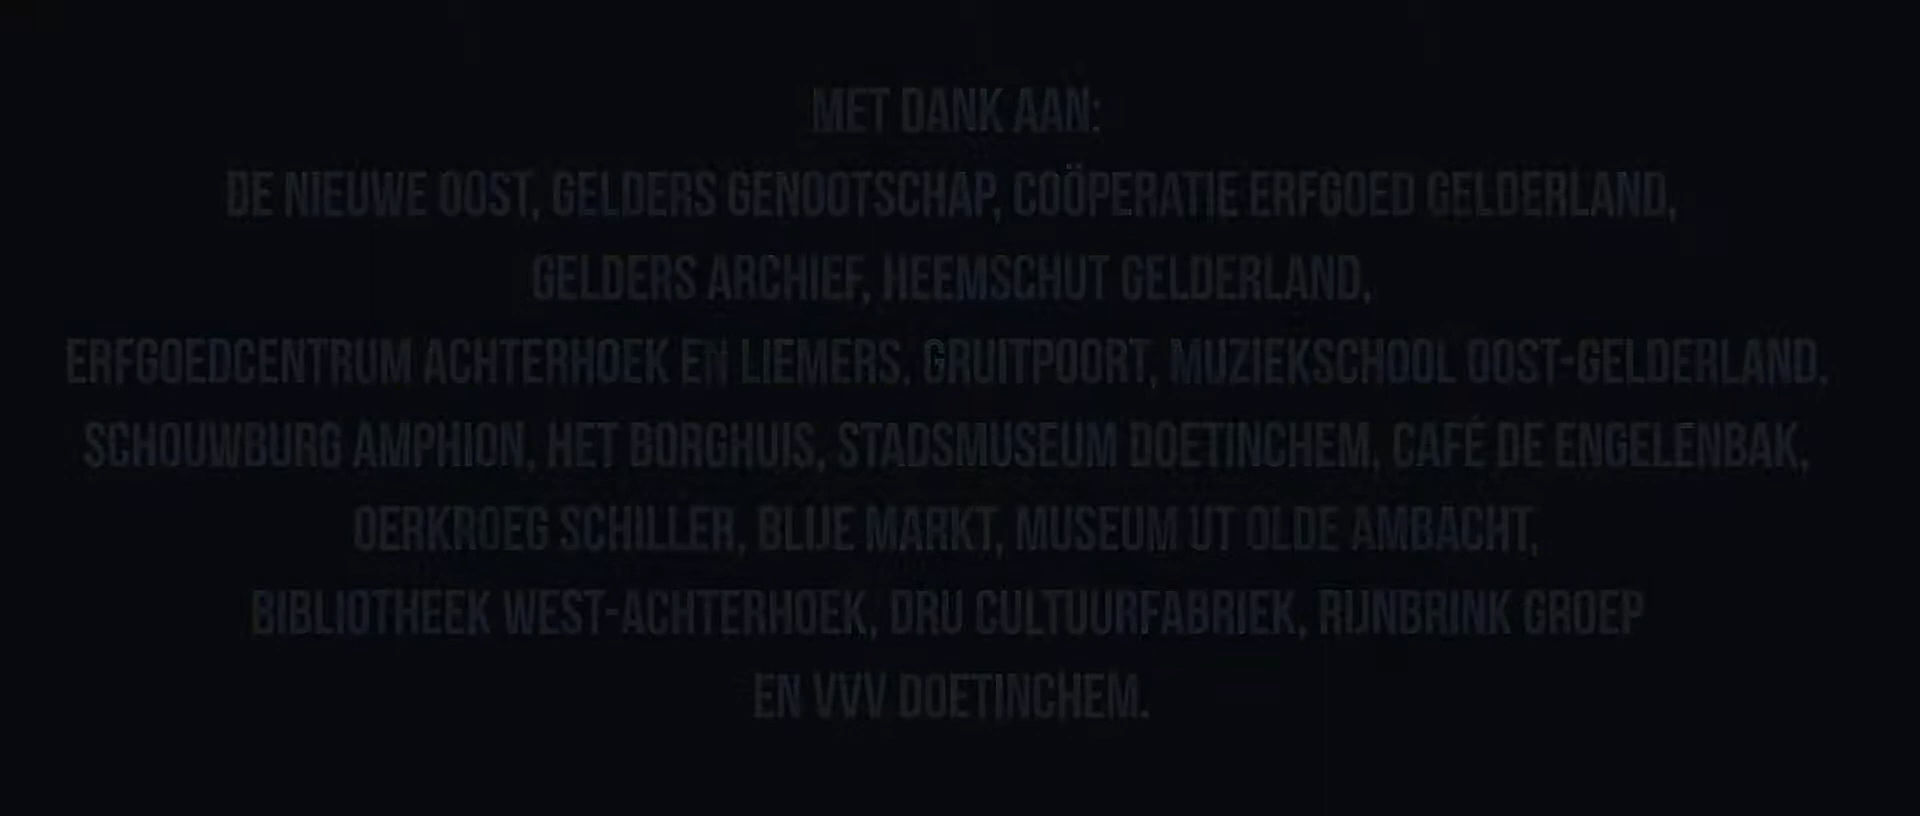 MET DANK AAN:
DE NIEUWE OOST, GELDERS GENOOTSCHAP, COÖPERATIE ERFGOED GELDERLAND,
GELDERS ARCHIEF, HEEMSCHUT GELDERLAND,
ERFGOEDCENTRUM ACHTERHOEK EN LIEMERS, GRUITPOORT, MUZIEKSCHOOL OOST-GELDERLAND,
SCHOUWBURG AMPHION, HET BORGHUIS, STADSMUSEUM DOETINCHEM, CAFÉ DE ENGELENBAK,
OERKROEG SCHILLER, BLIJE MARKT, MUSEUM UT OLDE AMBACHT,
BIBLIOTHEEK WEST-ACHTERHOEK, DRU CULTUURFABRIEK, RIJNBRINK GROEP
EN VVV DOETINCHEM.